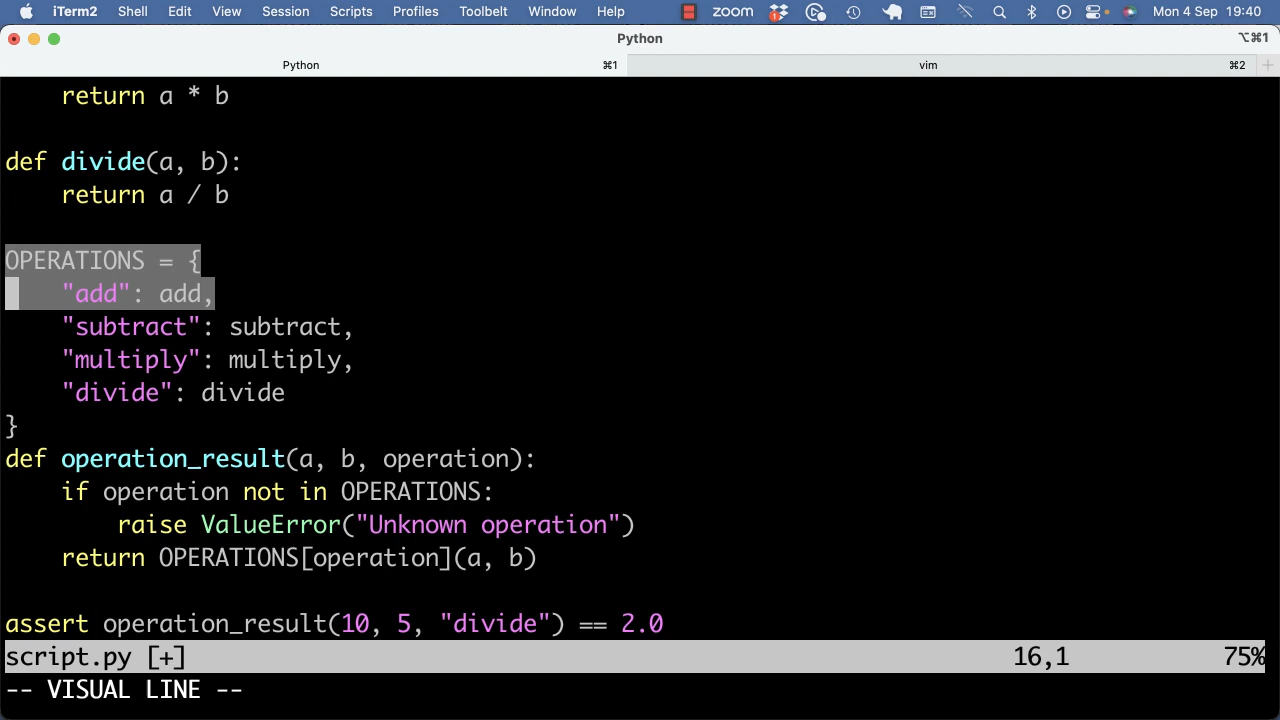 iTerm2 Shell Edit View Session Scripts Profiles Toolbelt Window Help zoom 1 Mon 4 Sep 19:40
Python ⌥⌘1
Python ⌘1 vim ⌘2
    return a * b
def divide(a, b):
    return a / b
OPERATIONS = {
    "add": add,
    "subtract": subtract,
    "multiply": multiply,
    "divide": divide
}
def operation_result(a, b, operation):
    if operation not in OPERATIONS:
        raise ValueError("Unknown operation")
    return OPERATIONS[operation](a, b)
assert operation_result(10, 5, "divide") == 2.0
script.py [+] 16,1 75%
-- VISUAL LINE --